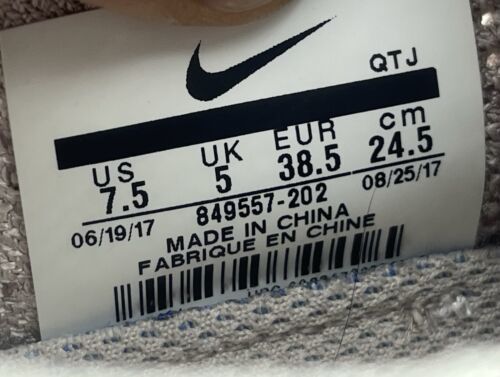 QTJ
US UK EUR cm
7.5 5 38.5 24.5
06/19/17 849557-202 08/25/17
MADE IN CHINA
FABRIQUE EN CHINE